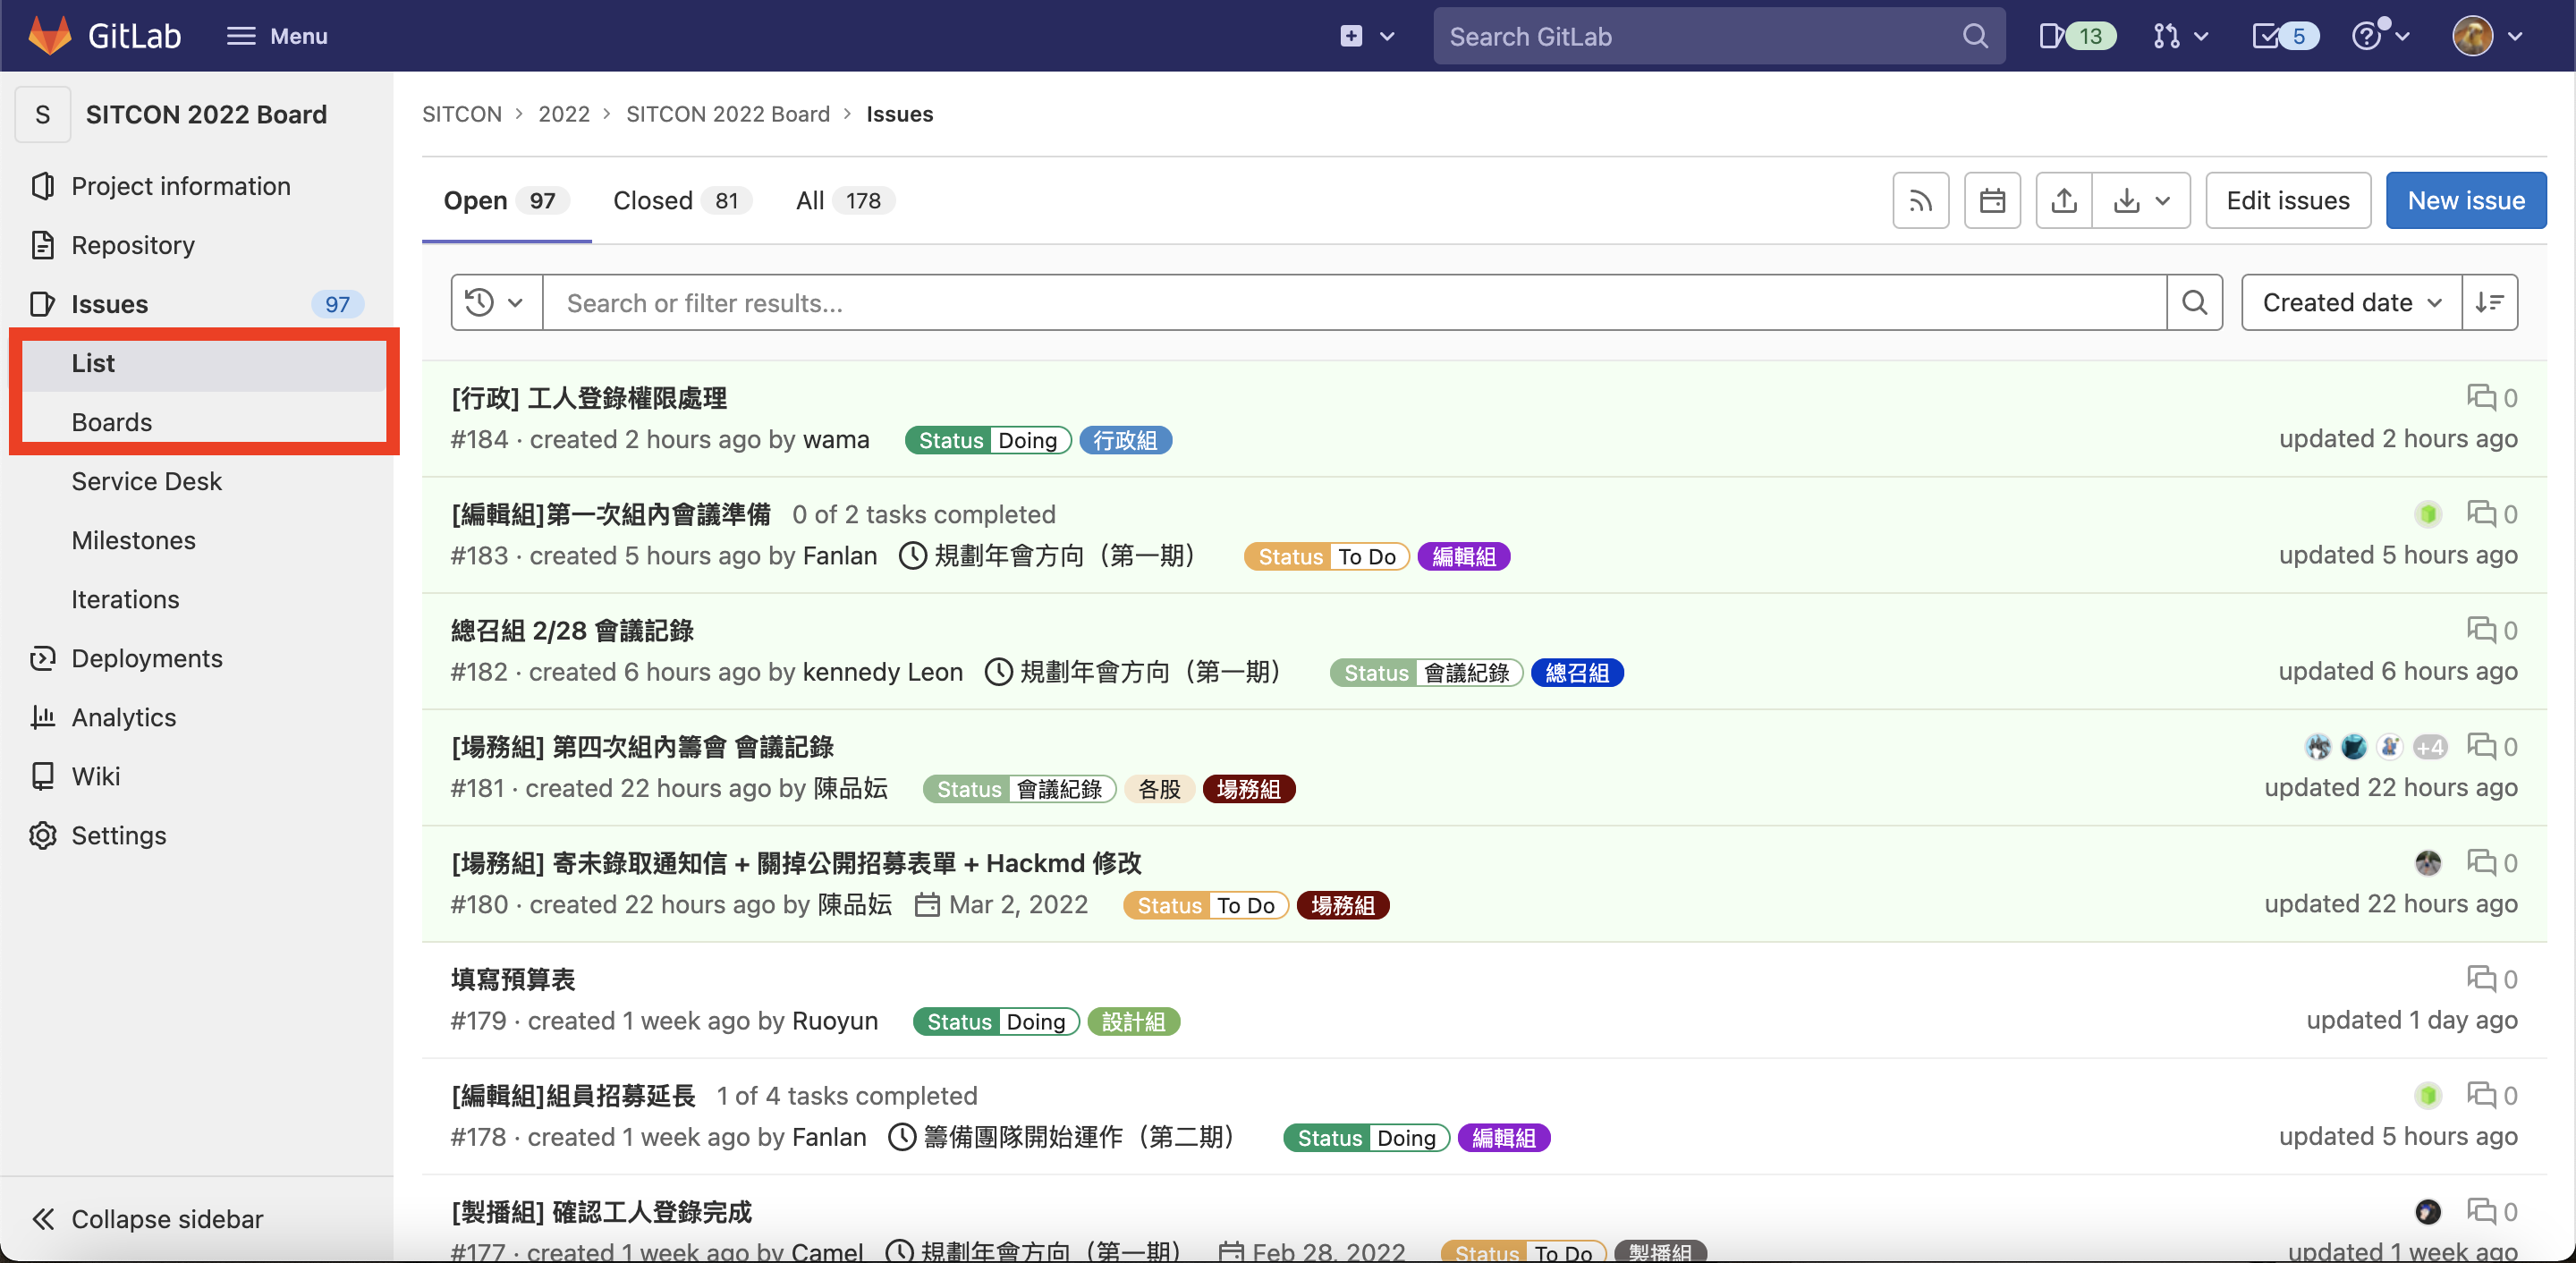 GitLab
Menu
Search GitLab
13
5
S
SITCON 2022 Board
Project information
Repository
Issues 97
List
Boards
Service Desk
Milestones
Iterations
Deployments
Analytics
Wiki
Settings
Collapse sidebar
SITCON > 2022 > SITCON 2022 Board > Issues
Open 97 Closed 81 All 178
Edit issues
New issue
Search or filter results...
Created date
[行政] 工人登錄權限處理
0
#184 · created 2 hours ago by wama Status Doing 行政組
updated 2 hours ago
[編輯組]第一次組內會議準備 0 of 2 tasks completed
0
#183 · created 5 hours ago by Fanlan 規劃年會方向（第一期） Status To Do 編輯組
updated 5 hours ago
總召組 2/28 會議記錄
0
#182 · created 6 hours ago by kennedy Leon 規劃年會方向（第一期） Status 會議紀錄 總召組
updated 6 hours ago
[場務組] 第四次組內籌會 會議記錄
+4 0
#181 · created 22 hours ago by 陳品妘 Status 會議紀錄 各股 場務組
updated 22 hours ago
[場務組] 寄未錄取通知信 + 關掉公開招募表單 + Hackmd 修改
0
#180 · created 22 hours ago by 陳品妘 Mar 2, 2022 Status To Do 場務組
updated 22 hours ago
填寫預算表
0
#179 · created 1 week ago by Ruoyun Status Doing 設計組
updated 1 day ago
[編輯組]組員招募延長 1 of 4 tasks completed
0
#178 · created 1 week ago by Fanlan 籌備團隊開始運作（第二期） Status Doing 編輯組
updated 5 hours ago
[製播組] 確認工人登錄完成
0
#177 · created 1 week ago by Camel 規劃年會方向（第一期） Feb 28, 2022 Status To Do 製播組
updated 1 week ago